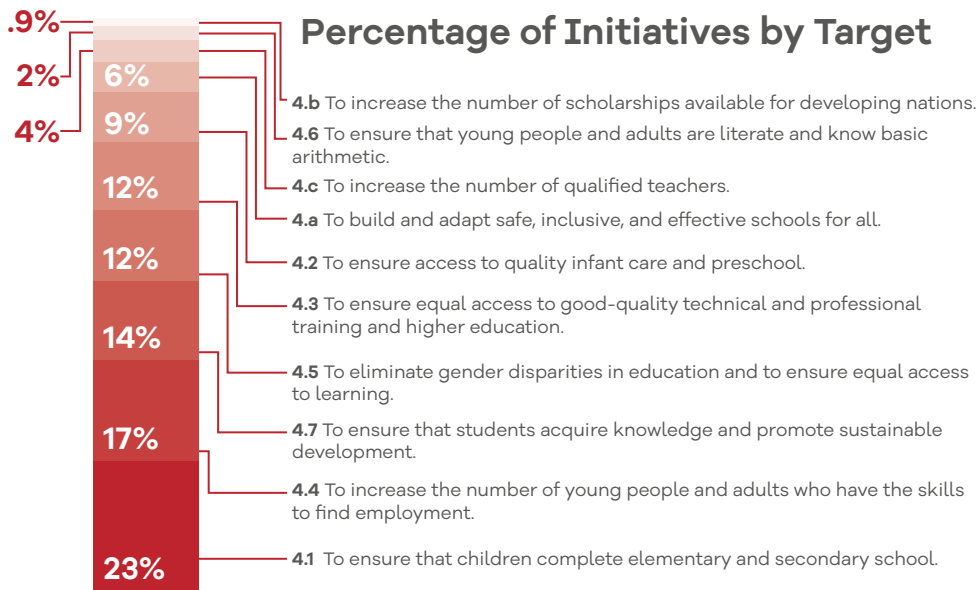 Percentage of Initiatives by Target
.9%
2%
4%
6%
9%
12%
12%
14%
17%
23%
4.b To increase the number of scholarships available for developing nations.
4.6 To ensure that young people and adults are literate and know basic
arithmetic.
4.c To increase the number of qualified teachers.
4.a To build and adapt safe, inclusive, and effective schools for all.
4.2 To ensure access to quality infant care and preschool.
4.3 To ensure equal access to good-quality technical and professional
training and higher education.
4.5 To eliminate gender disparities in education and to ensure equal access
to learning.
4.7 To ensure that students acquire knowledge and promote sustainable
development.
4.4 To increase the number of young people and adults who have the skills
to find employment.
4.1 To ensure that children complete elementary and secondary school.